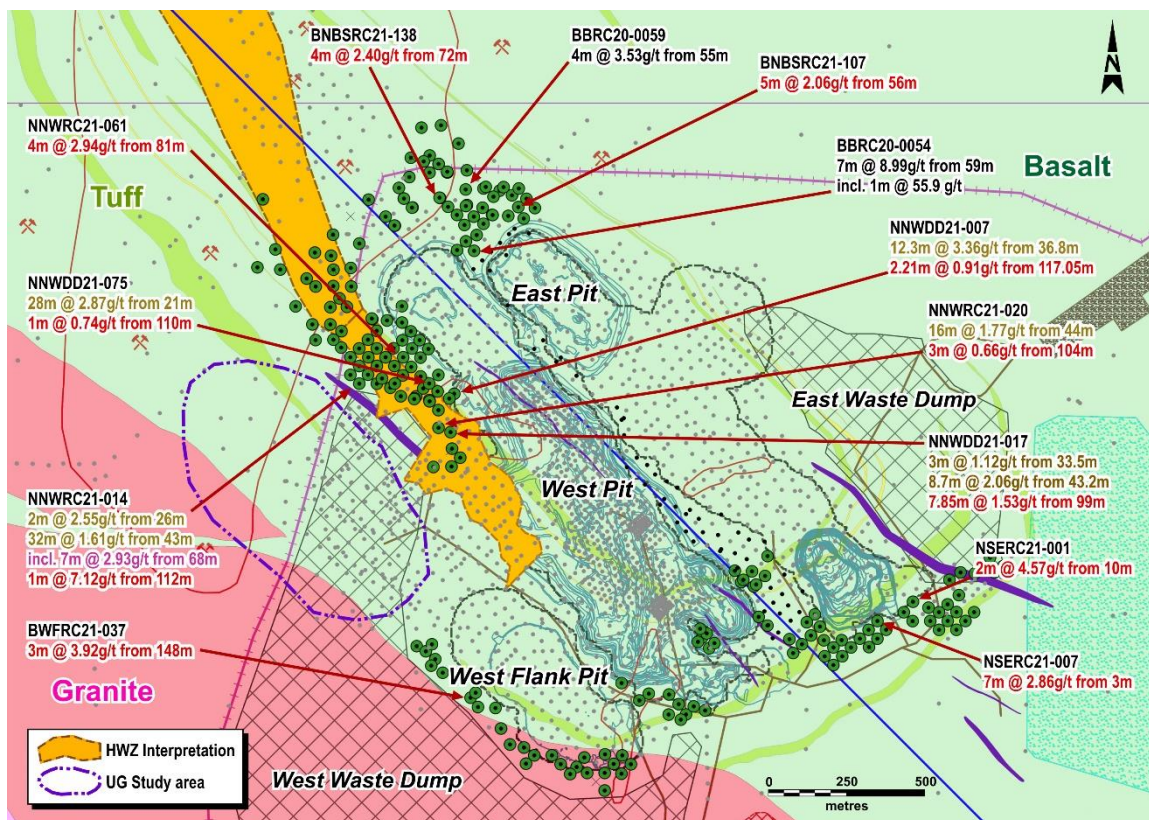 BNBSRC21-138
4m @ 2.40g/t from 72m
BBRC20-0059
4m @ 3.53g/t from 55m
BNBSRC21-107
5m @ 2.06g/t from 56m
N
NNWRC21-061
4m @ 2.94g/t from 81m
BBRC20-0054
7m @ 8.99g/t from 59m
incl. 1m @ 55.9 g/t
Basalt
Tuff
NNWDD21-007
12.3m @ 3.36g/t from 36.8m
2.21m @ 0.91g/t from 117.05m
NNWDD21-075
28m @ 2.87g/t from 21m
1m @ 0.74g/t from 110m
East Pit
NNWRC21-020
16m @ 1.77g/t from 44m
3m @ 0.66g/t from 104m
East Waste Dump
NNWDD21-017
3m @ 1.12g/t from 33.5m
8.7m @ 2.06g/t from 43.2m
7.85m @ 1.53g/t from 99m
West Pit
NNWRC21-014
2m @ 2.55g/t from 26m
32m @ 1.61g/t from 43m
incl. 7m @ 2.93g/t from 68m
1m @ 7.12g/t from 112m
NSERC21-001
2m @ 4.57g/t from 10m
BWFRC21-037
3m @ 3.92g/t from 148m
NSERC21-007
7m @ 2.86g/t from 3m
West Flank Pit
Granite
HWZ Interpretation
UG Study area
West Waste Dump
0 250 500
metres